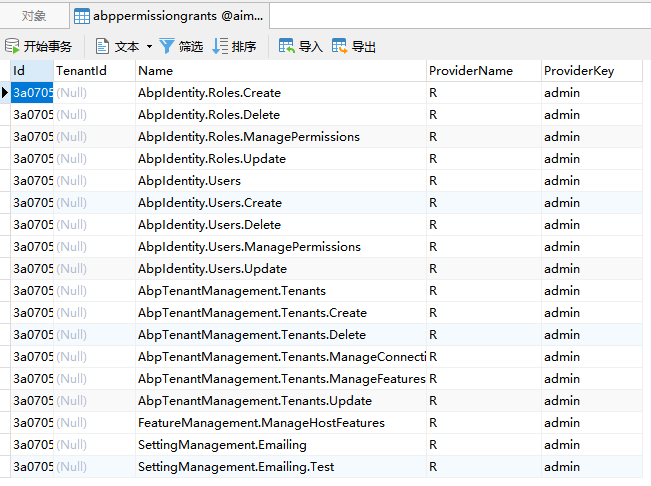 对象 abppermissiongrants @aim...
开始事务 文本 筛选 排序 导入 导出
Id TenantId Name ProviderName ProviderKey
3a0705 (Null) AbpIdentity.Roles.Create R admin
3a0705 (Null) AbpIdentity.Roles.Delete R admin
3a0705 (Null) AbpIdentity.Roles.ManagePermissions R admin
3a0705 (Null) AbpIdentity.Roles.Update R admin
3a0705 (Null) AbpIdentity.Users R admin
3a0705 (Null) AbpIdentity.Users.Create R admin
3a0705 (Null) AbpIdentity.Users.Delete R admin
3a0705 (Null) AbpIdentity.Users.ManagePermissions R admin
3a0705 (Null) AbpIdentity.Users.Update R admin
3a0705 (Null) AbpTenantManagement.Tenants R admin
3a0705 (Null) AbpTenantManagement.Tenants.Create R admin
3a0705 (Null) AbpTenantManagement.Tenants.Delete R admin
3a0705 (Null) AbpTenantManagement.Tenants.ManageConnecti R admin
3a0705 (Null) AbpTenantManagement.Tenants.ManageFeatures R admin
3a0705 (Null) AbpTenantManagement.Tenants.Update R admin
3a0705 (Null) FeatureManagement.ManageHostFeatures R admin
3a0705 (Null) SettingManagement.Emailing R admin
3a0705 (Null) SettingManagement.Emailing.Test R admin